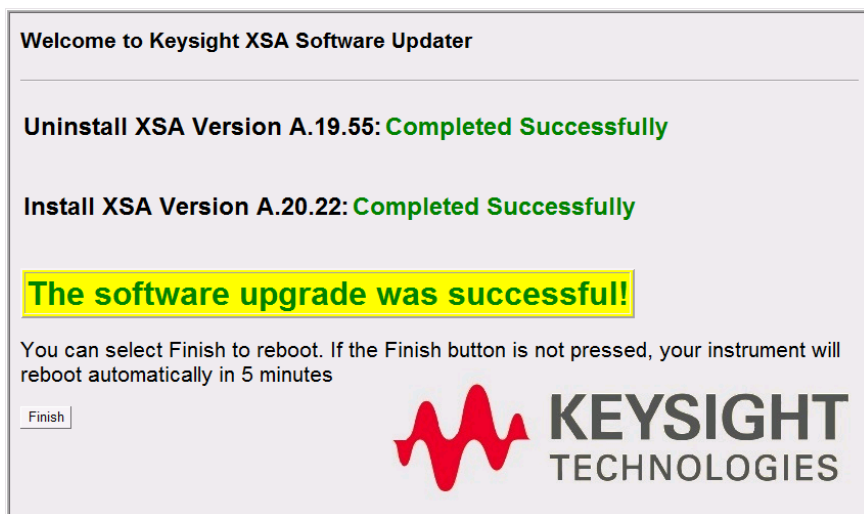 Welcome to Keysight XSA Software Updater
Uninstall XSA Version A.19.55: Completed Successfully
Install XSA Version A.20.22: Completed Successfully
The software upgrade was successful!
You can select Finish to reboot. If the Finish button is not pressed, your instrument will
reboot automatically in 5 minutes
Finish
KEYSIGHT
TECHNOLOGIES